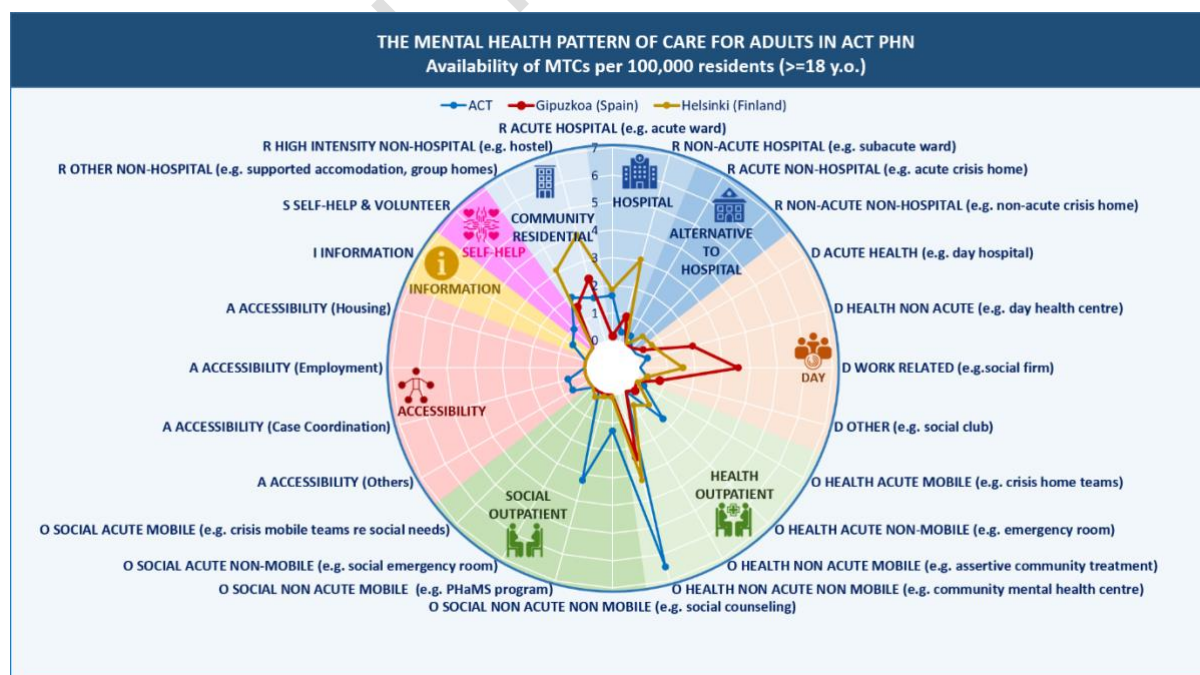 THE MENTAL HEALTH PATTERN OF CARE FOR ADULTS IN ACT PHN
Availability of MTCs per 100,000 residents (>=18 y.o.)
ACT
Gipuzkoa (Spain)
Helsinki (Finland)
R ACUTE HOSPITAL (e.g. acute ward)
R NON-ACUTE HOSPITAL (e.g. subacute ward)
R ACUTE NON-HOSPITAL (e.g. acute crisis home)
R NON-ACUTE NON-HOSPITAL (e.g. non-acute crisis home)
D ACUTE HEALTH (e.g. day hospital)
D HEALTH NON ACUTE (e.g. day health centre)
D WORK RELATED (e.g.social firm)
D OTHER (e.g. social club)
O HEALTH ACUTE MOBILE (e.g. crisis home teams)
O HEALTH ACUTE NON-MOBILE (e.g. emergency room)
O HEALTH NON ACUTE MOBILE (e.g. assertive community treatment)
O HEALTH NON ACUTE NON MOBILE (e.g. community mental health centre)
O SOCIAL NON ACUTE NON MOBILE (e.g. social counseling)
O SOCIAL NON ACUTE MOBILE (e.g. PHaMS program)
O SOCIAL ACUTE NON-MOBILE (e.g. social emergency room)
O SOCIAL ACUTE MOBILE (e.g. crisis mobile teams re social needs)
A ACCESSIBILITY (Others)
A ACCESSIBILITY (Case Coordination)
A ACCESSIBILITY (Employment)
A ACCESSIBILITY (Housing)
I INFORMATION
S SELF-HELP & VOLUNTEER
R OTHER NON-HOSPITAL (e.g. supported accomodation, group homes)
R HIGH INTENSITY NON-HOSPITAL (e.g. hostel)
7
6
5
4
3
2
1
0
HOSPITAL
ALTERNATIVE
TO
HOSPITAL
DAY
HEALTH
OUTPATIENT
SOCIAL
OUTPATIENT
ACCESSIBILITY
INFORMATION
SELF-HELP
COMMUNITY
RESIDENTIAL